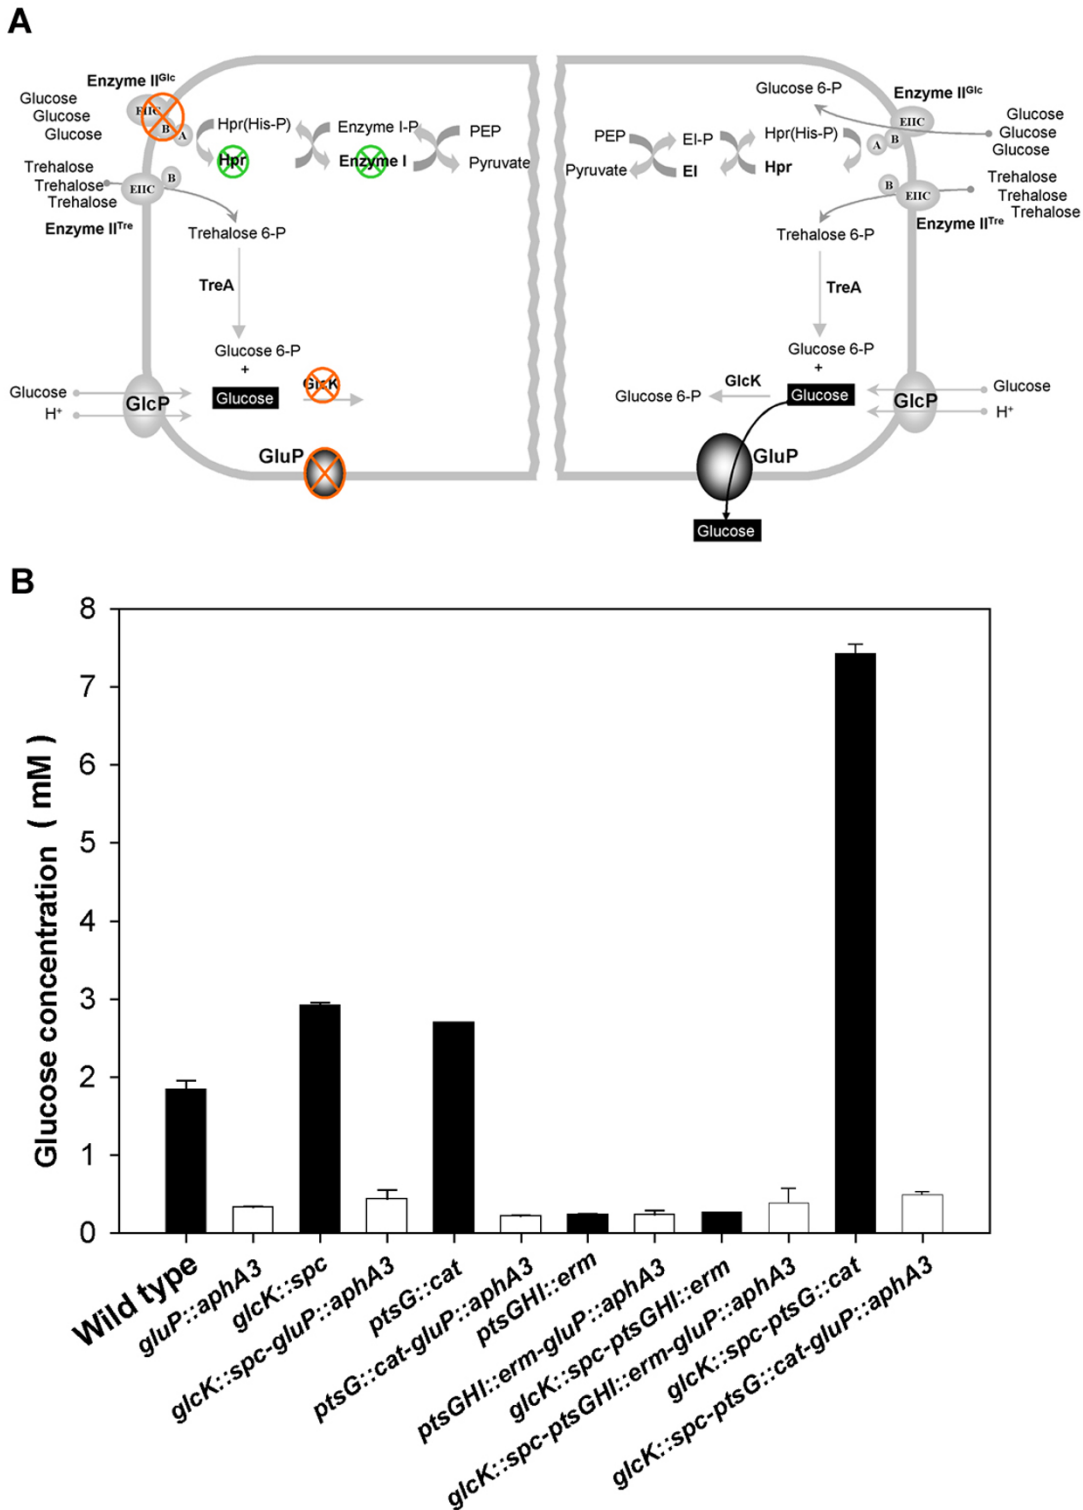 A
Enzyme IIGlc
Glucose
Glucose
Glucose
EIIC
B
A
Hpr(His-P)
Hpr
Enzyme I-P
Enzyme I
PEP
Pyruvate
Trehalose
Trehalose
Trehalose
EIIC
B
Enzyme IITre
Trehalose 6-P
TreA
Glucose 6-P
+
Glucose
GlcK
Glucose
H+
GlcP
GluP
Glucose 6-P
Enzyme IIGlc
Glucose
Glucose
Glucose
EIIC
B
A
PEP
Pyruvate
EI-P
EI
Hpr(His-P)
Hpr
Trehalose
Trehalose
Trehalose
B
EIIC
Enzyme IITre
Trehalose 6-P
TreA
Glucose 6-P
+
Glucose 6-P
GlcK
Glucose
GlcP
Glucose
H+
GluP
Glucose
B
Glucose concentration ( mM )
8
7
6
5
4
3
2
1
0
Wild type
gluP::aphA3
glcK::spc
glcK::spc-gluP::aphA3
ptsG::cat
ptsG::cat-gluP::aphA3
ptsGHI::erm
ptsGHI::erm-gluP::aphA3
glcK::spc-ptsGHI::erm
glcK::spc-ptsGHI::erm-gluP::aphA3
glcK::spc-ptsG::cat
glcK::spc-ptsG::cat-gluP::aphA3